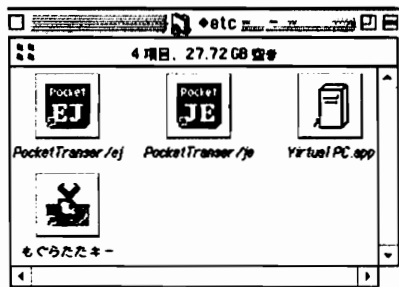 ◆etc
4 項目, 27.72 GB 空き
Pocket EJ
Pocket JE
PocketTranser/ej
PocketTranser/je
Virtual PC.app
もぐらたたキー